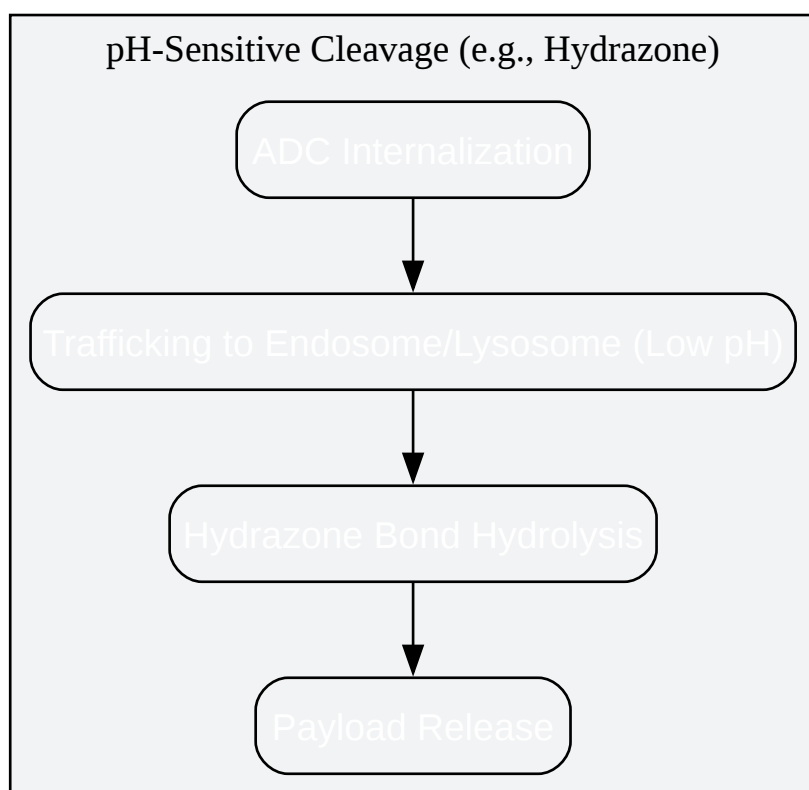 pH-Sensitive Cleavage (e.g., Hydrazone)
ADC Internalization
Trafficking to Endosome/Lysosome (Low pH)
Hydrazone Bond Hydrolysis
Payload Release